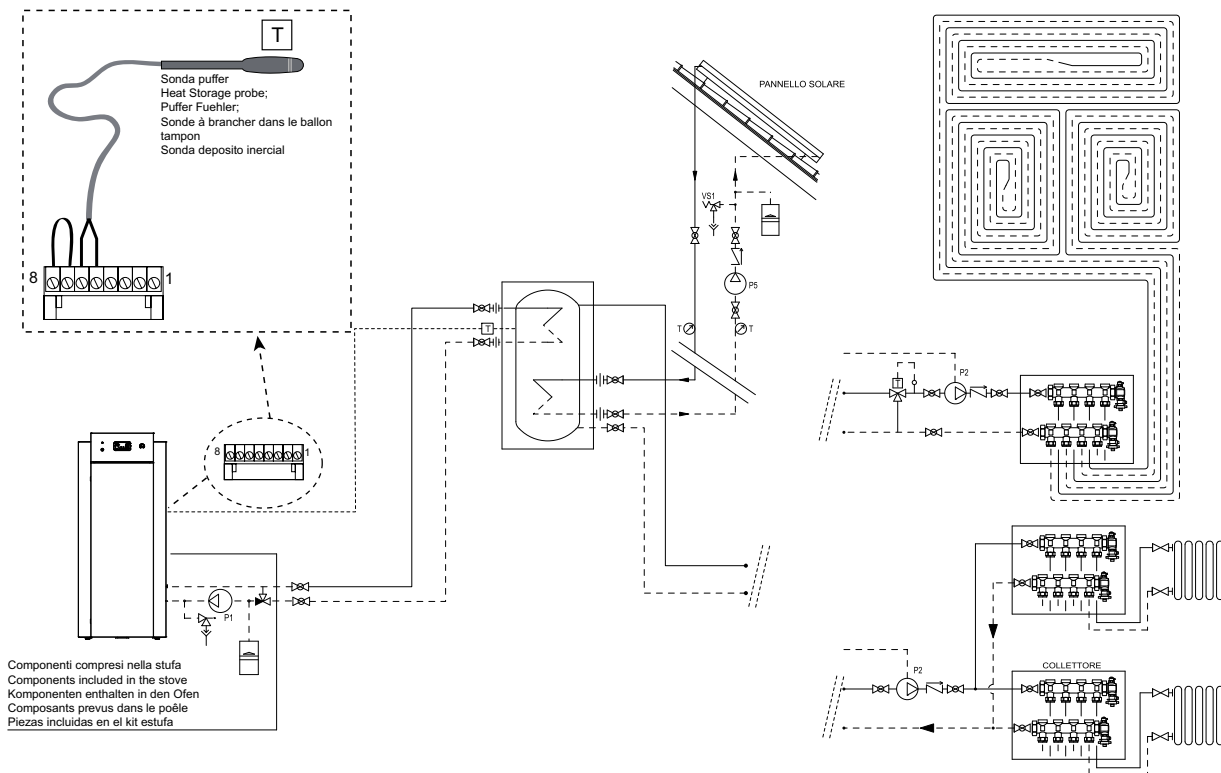 T
Sonda puffer
Heat Storage probe;
Puffer Fuehler;
Sonde à brancher dans le ballon
tampon
Sonda deposito inercial
8
1
PANNELLO SOLARE
VS1
P5
T
T
T
8
1
P1
Componenti compresi nella stufa
Components included in the stove
Komponenten enthalten in den Ofen
Composants prevus dans le poêle
Piezas incluidas en el kit estufa
T
P2
P2
COLLETTORE